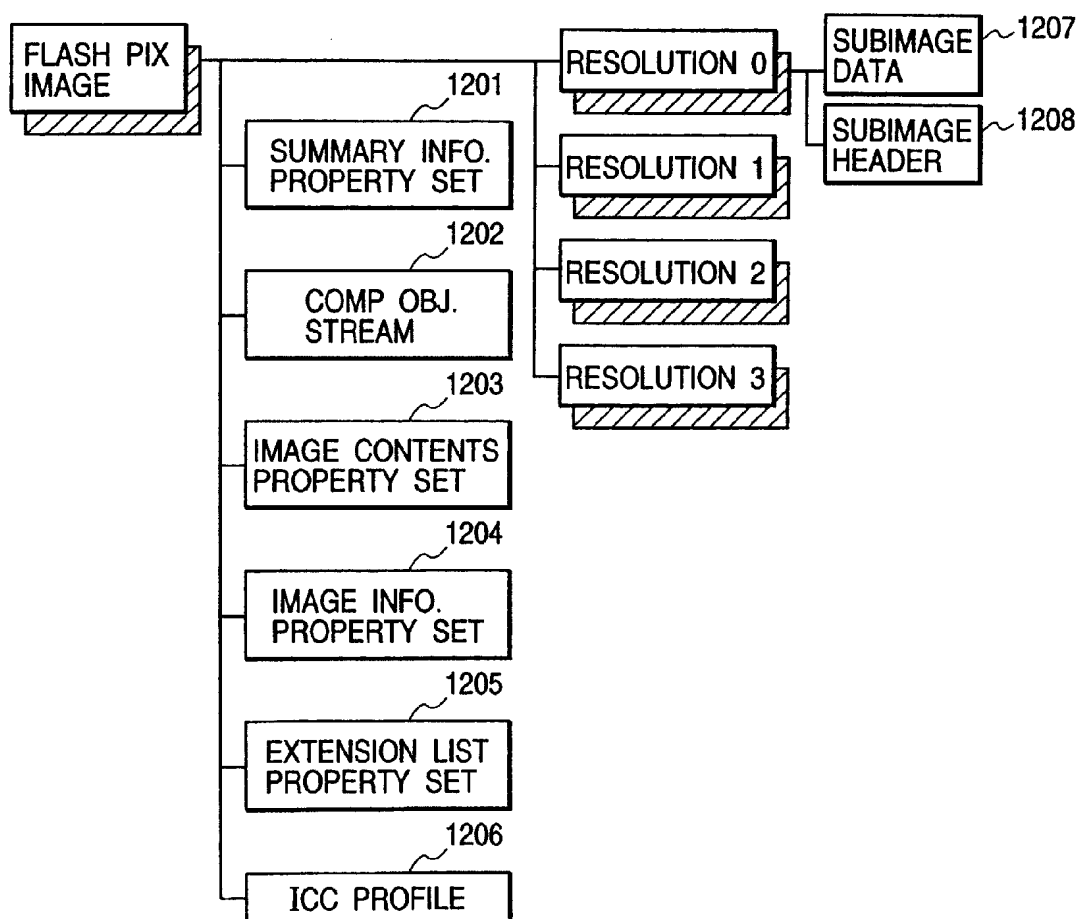 FLASH PIX
IMAGE
1201
SUMMARY INFO.
PROPERTY SET
1202
COMP OBJ.
STREAM
1203
IMAGE CONTENTS
PROPERTY SET
1204
IMAGE INFO.
PROPERTY SET
1205
EXTENSION LIST
PROPERTY SET
1206
ICC PROFILE
RESOLUTION 0
RESOLUTION 1
RESOLUTION 2
RESOLUTION 3
1207
SUBIMAGE
DATA
1208
SUBIMAGE
HEADER